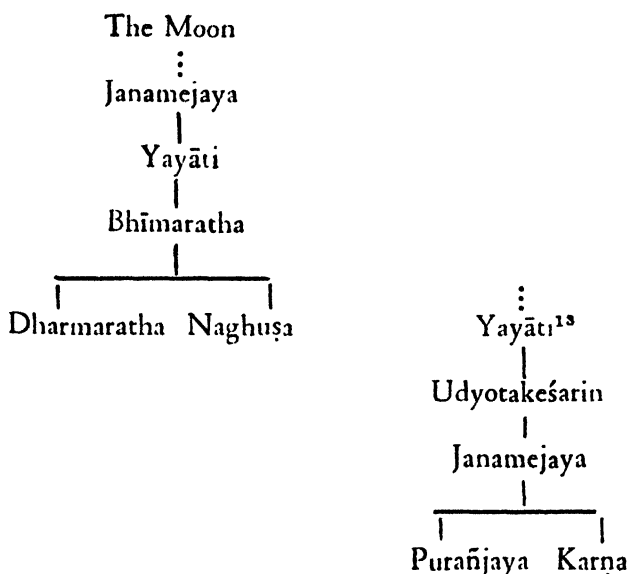 The Moon
Janamejaya
Yayāti
Bhīmaratha
Dharmaratha Naghuṣa
Yayāti¹³
Udyotakeśarin
Janamejaya
Purañjaya Karṇa